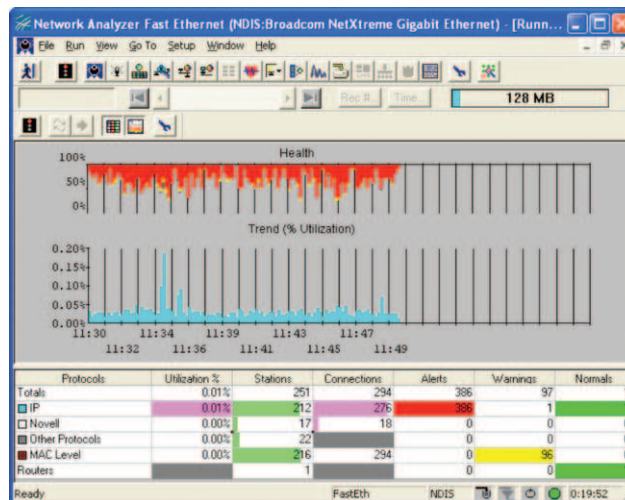 Network Analyzer Fast Ethernet (NDIS:Broadcom NetXtreme Gigabit Ethernet) - [Runn...
File Run View Go To Setup Window Help
Rec #... Time... 128 MB
Health
100%
50%
0%
Trend (% Utilization)
0.20%
0.15%
0.10%
0.05%
0.00%
11:30 11:34 11:39 11:43 11:47
11:32 11:36 11:41 11:45 11:49
Protocols Utilization % Stations Connections Alerts Warnings Normals
Totals 0.01% 251 294 386 97
IP 0.01% 212 276 386 1
Novell 0.00% 17 18 0 0
Other Protocols 0.00% 22 0 0
MAC Level 0.00% 216 294 0 96
Routers 1 0 0
Ready FastEth NDIS 0:19:52